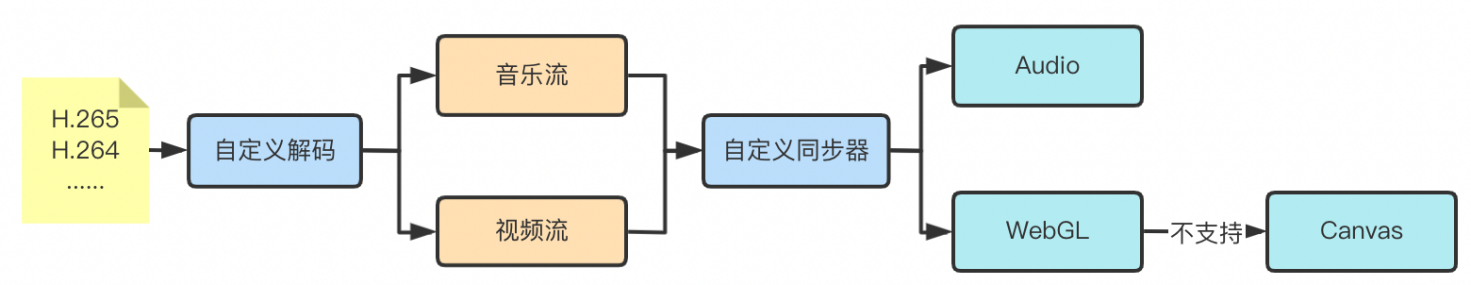 H.265
H.264
......
自定义解码
音乐流
视频流
自定义同步器
Audio
WebGL
不支持
Canvas